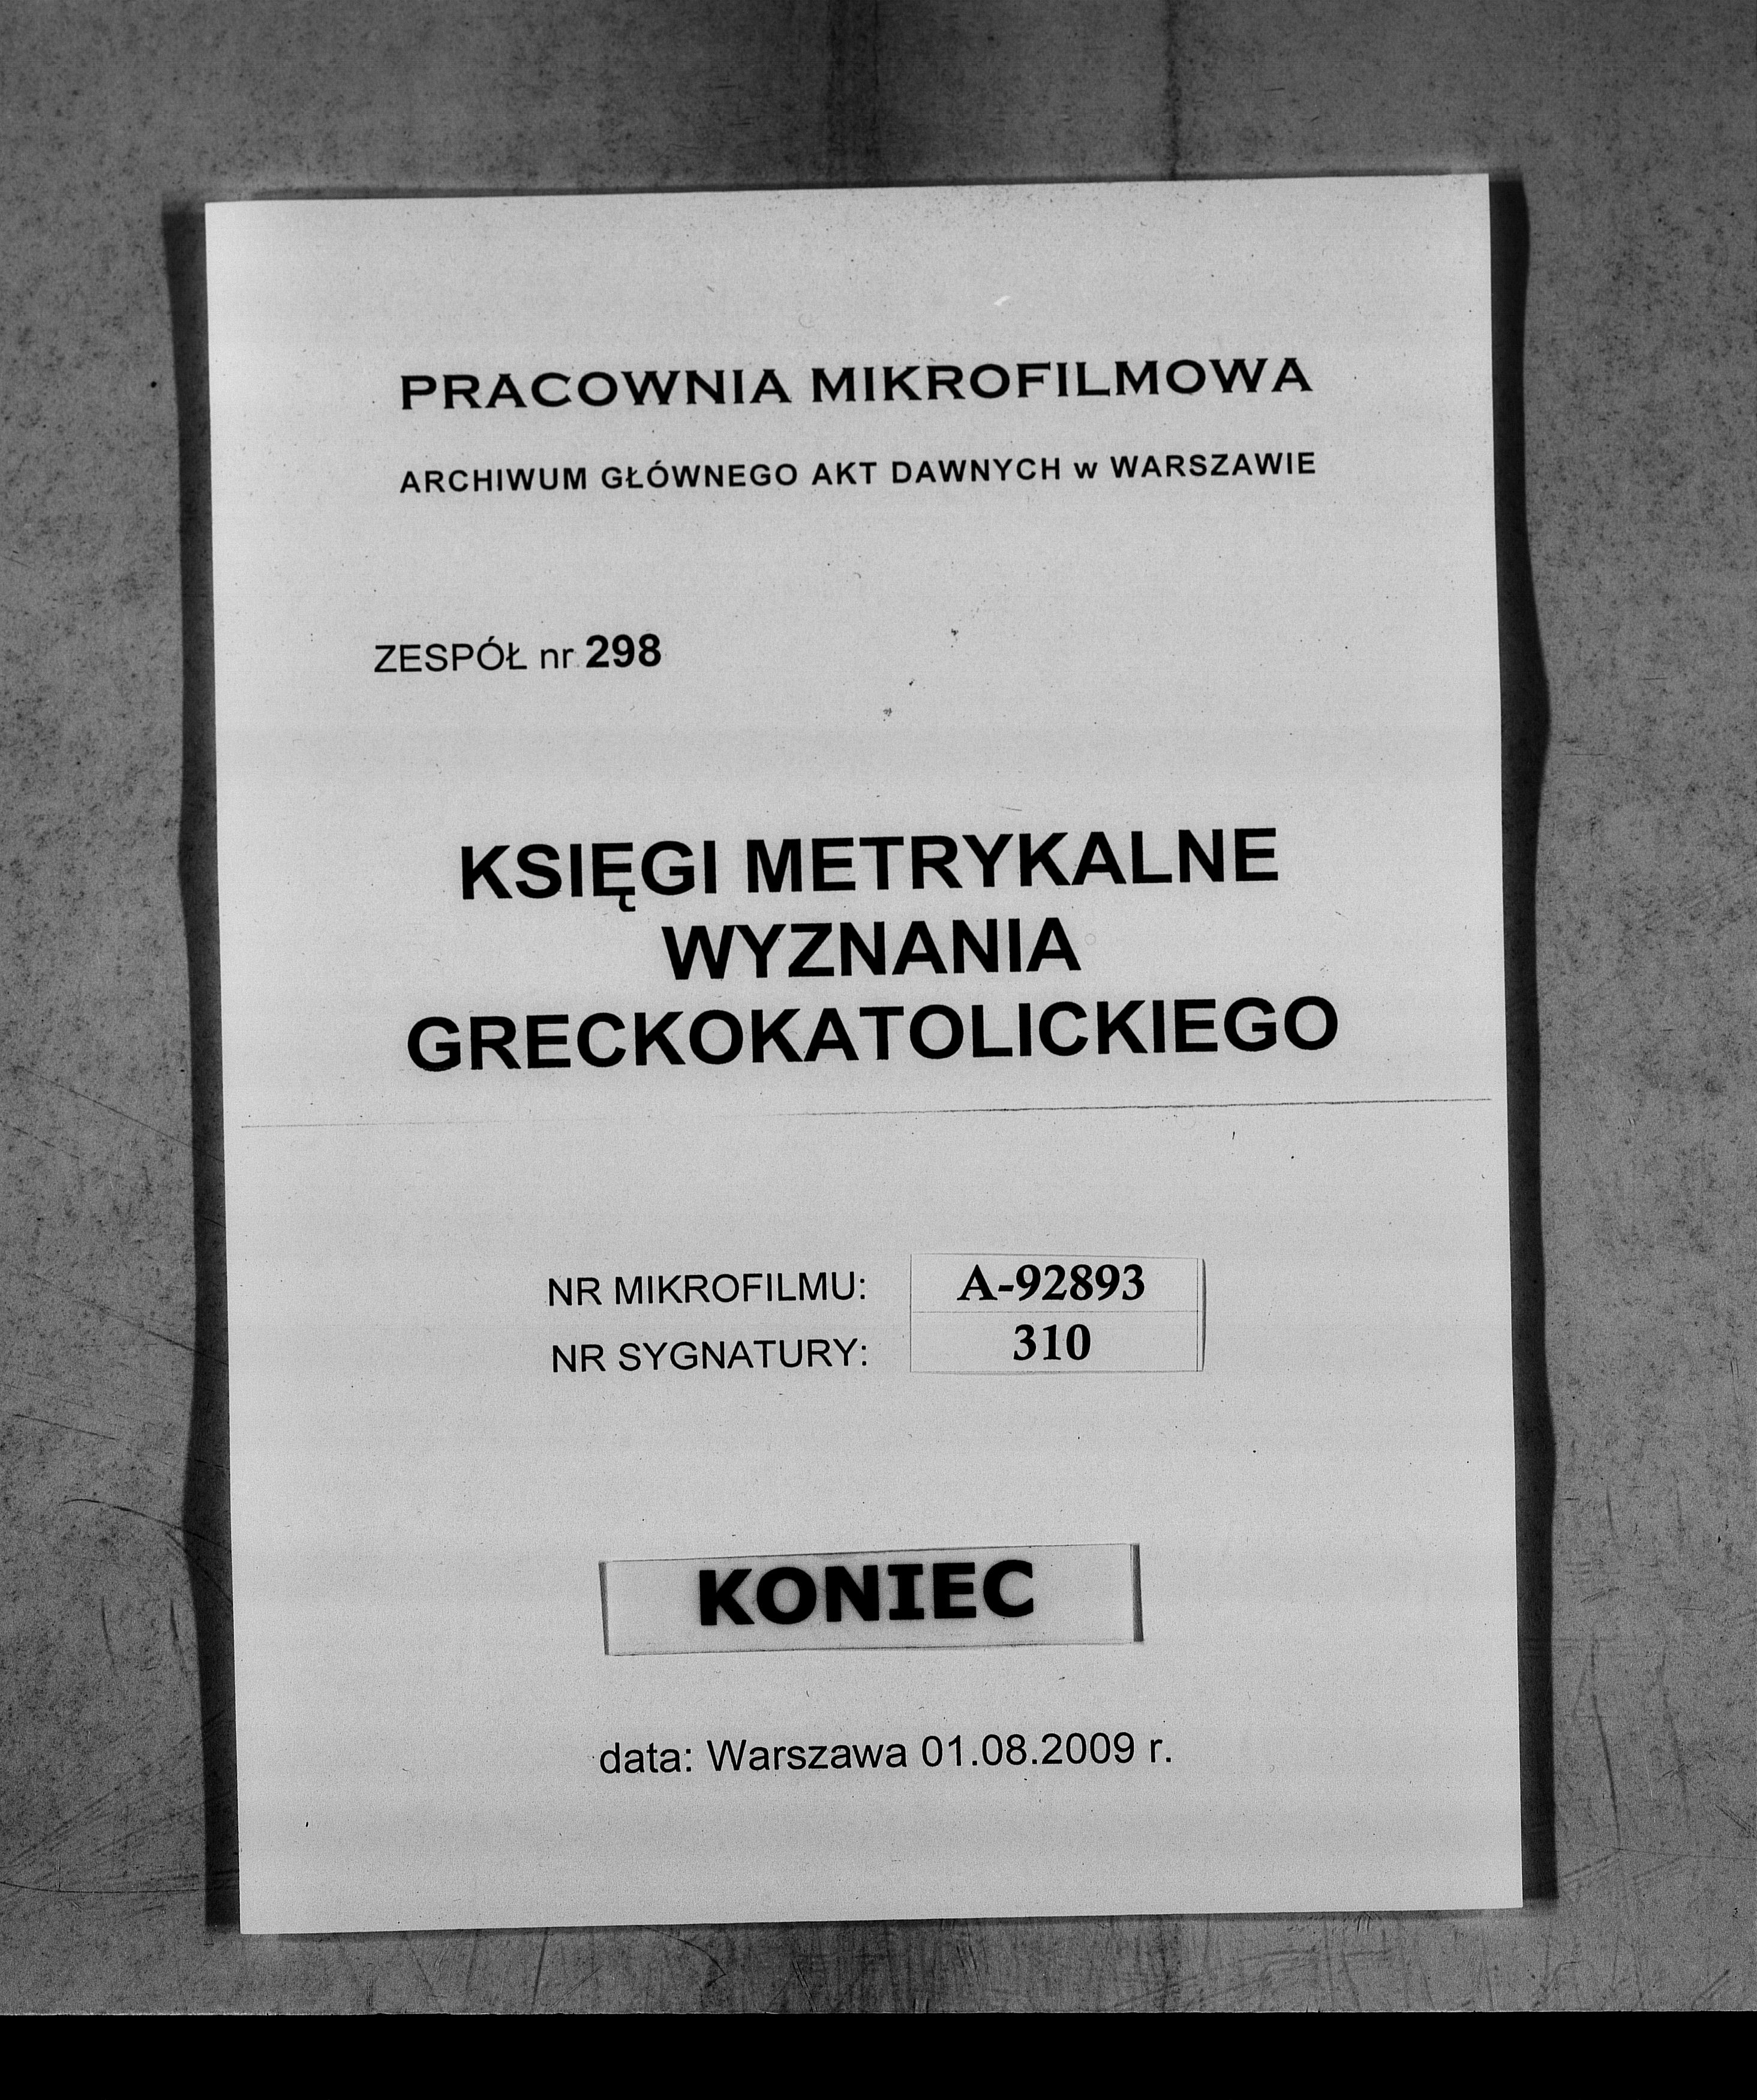 PRACOWNIA MIKROFILMOWA
ARCHIWUM GŁÓWNEGO AKT DAWNYCH w WARSZAWIE
ZESPÓŁ nr 298
KSIĘGI METRYKALNE
WYZNANIA
GRECKOKATOLICKIEGO
NR MIKROFILMU: A-92893
NR SYGNATURY: 310
KONIEC
data: Warszawa 01.08.2009 r.